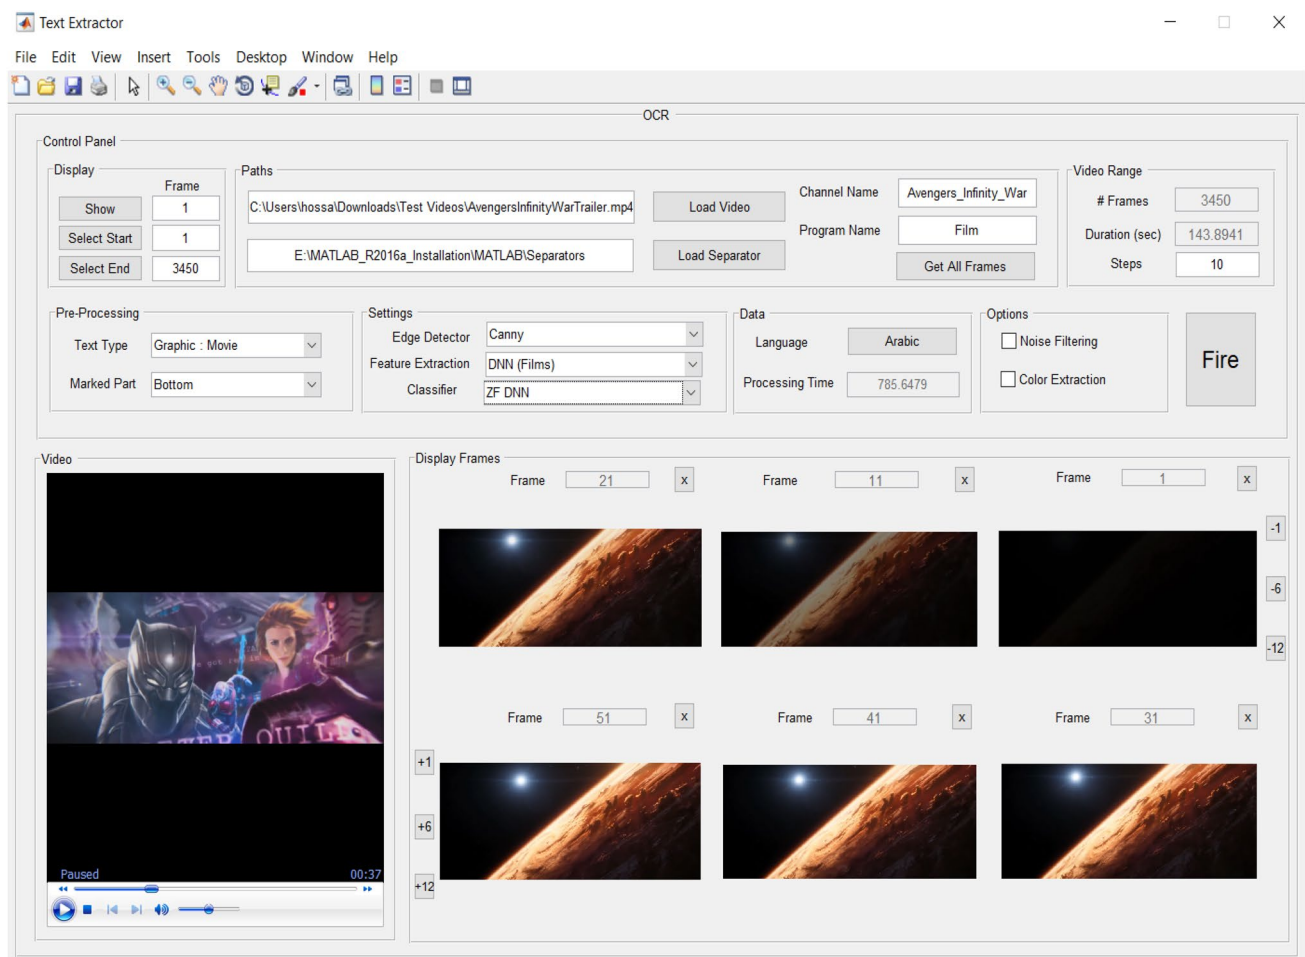 Text Extractor
File Edit View Insert Tools Desktop Window Help
OCR
Control Panel
Display
Frame
Show 1
Select Start 1
Select End 3450
Paths
C:\Users\hossa\Downloads\Test Videos\AvengersInfinityWarTrailer.mp4
Load Video
E:\MATLAB_R2016a_Installation\MATLAB\Separators
Load Separator
Channel Name Avengers_Infinity_War
Program Name Film
Get All Frames
Video Range
# Frames 3450
Duration (sec) 143.8941
Steps 10
Pre-Processing
Text Type Graphic : Movie
Marked Part Bottom
Settings
Edge Detector Canny
Feature Extraction DNN (Films)
Classifier ZF DNN
Data
Language Arabic
Processing Time 785.6479
Options
Noise Filtering
Color Extraction
Fire
Video
QUILL
Paused 00:37
Display Frames
Frame 21 x Frame 11 x Frame 1 x
-1
-6
-12
Frame 51 x Frame 41 x Frame 31 x
+1
+6
+12